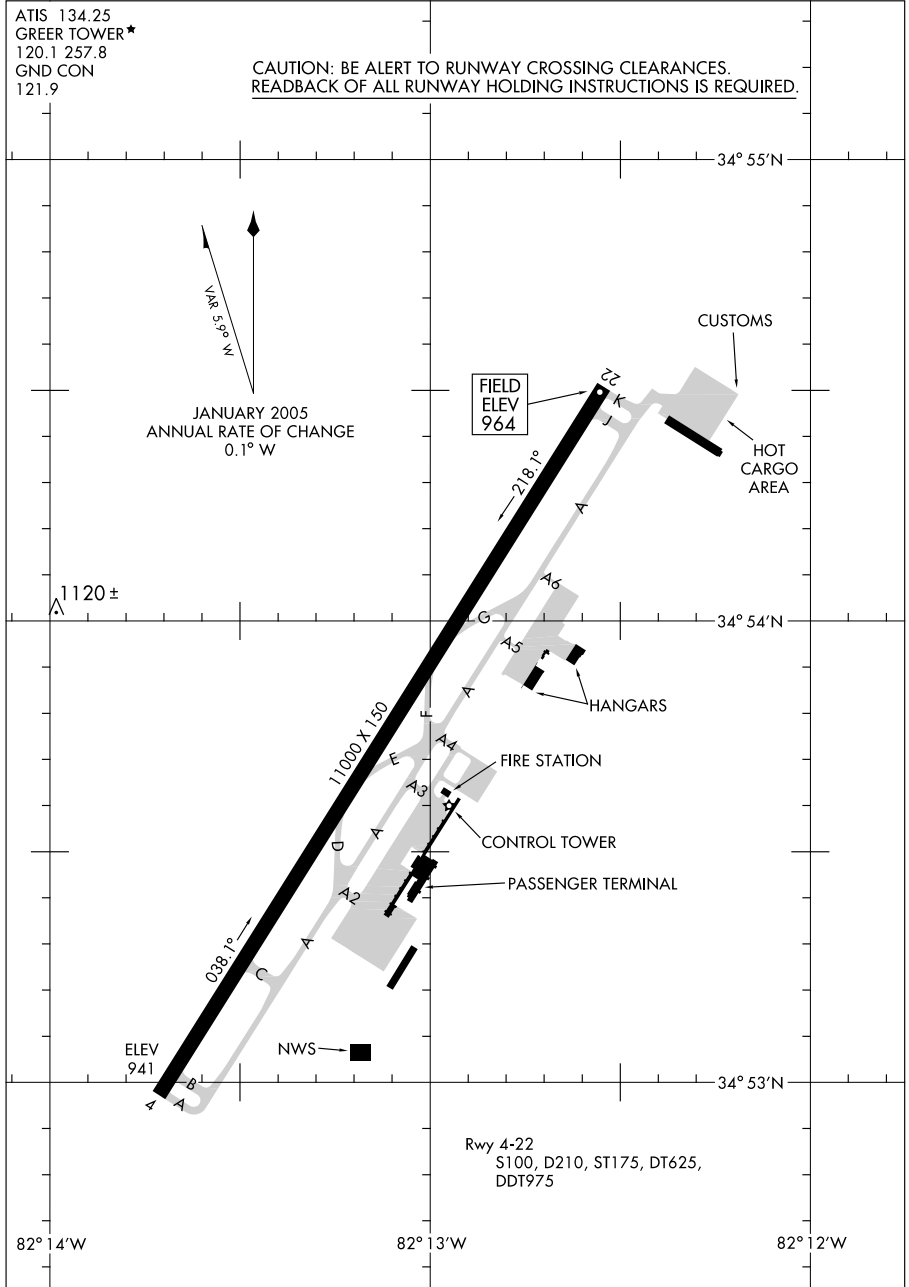 ATIS 134.25
GREER TOWER★
120.1 257.8
GND CON
121.9
CAUTION: BE ALERT TO RUNWAY CROSSING CLEARANCES.
READBACK OF ALL RUNWAY HOLDING INSTRUCTIONS IS REQUIRED.
34° 55'N
VAR 5.9° W
JANUARY 2005
ANNUAL RATE OF CHANGE
0.1° W
CUSTOMS
22
FIELD
ELEV
964
K
J
HOT
CARGO
AREA
218.1°
A
A6
1120 ±
G
34° 54'N
A5
A
HANGARS
F
11000 X 150
A4
E
FIRE STATION
A3
A
D
CONTROL TOWER
PASSENGER TERMINAL
A2
A
038.1°
C
ELEV
941
NWS
B
34° 53'N
4
A
Rwy 4-22
S100, D210, ST175, DT625,
DDT975
82° 14'W
82° 13'W
82° 12'W